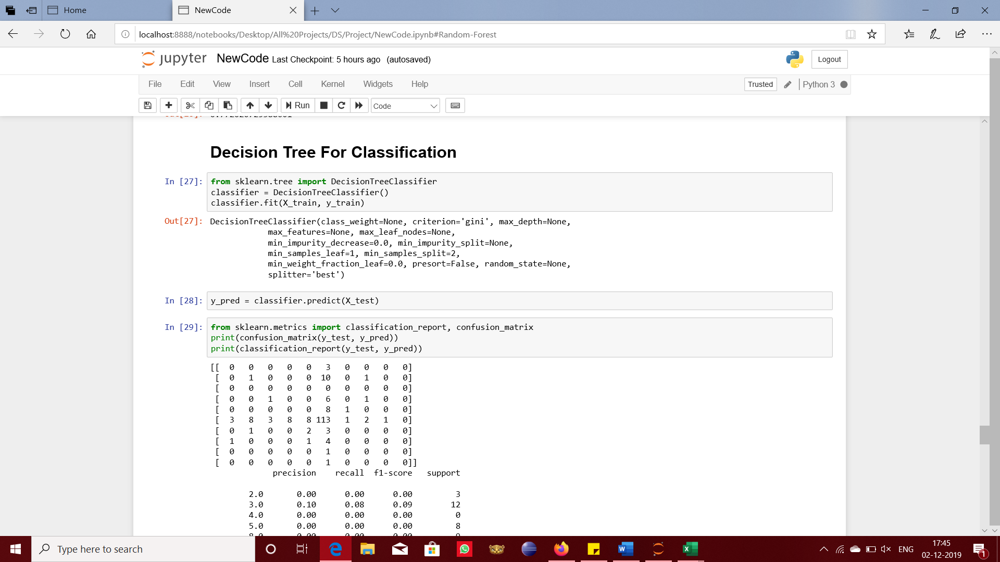 Home
NewCode
localhost:8888/notebooks/Desktop/All%20Projects/DS/Project/NewCode.ipynb#Random-Forest
jupyter NewCode Last Checkpoint: 5 hours ago (autosaved)
Logout
File Edit View Insert Cell Kernel Widgets Help
Trusted Python 3
Run Code
Decision Tree For Classification
In [27]: from sklearn.tree import DecisionTreeClassifier
classifier = DecisionTreeClassifier()
classifier.fit(X_train, y_train)
Out[27]: DecisionTreeClassifier(class_weight=None, criterion='gini', max_depth=None,
max_features=None, max_leaf_nodes=None,
min_impurity_decrease=0.0, min_impurity_split=None,
min_samples_leaf=1, min_samples_split=2,
min_weight_fraction_leaf=0.0, presort=False, random_state=None,
splitter='best')
In [28]: y_pred = classifier.predict(X_test)
In [29]: from sklearn.metrics import classification_report, confusion_matrix
print(confusion_matrix(y_test, y_pred))
print(classification_report(y_test, y_pred))
[[ 0 0 0 0 0 3 0 0 0 0]
[ 0 1 0 0 0 10 0 1 0 0]
[ 0 0 0 0 0 0 0 0 0 0]
[ 0 0 1 0 0 6 0 1 0 0]
[ 0 0 0 0 0 8 1 0 0 0]
[ 3 8 3 8 8 113 1 2 1 0]
[ 0 1 0 0 2 3 0 0 0 0]
[ 1 0 0 0 1 4 0 0 0 0]
[ 0 0 0 0 0 1 0 0 0 0]
[ 0 0 0 0 0 1 0 0 0 0]]
precision recall f1-score support
2.0 0.00 0.00 0.00 3
3.0 0.10 0.08 0.09 12
4.0 0.00 0.00 0.00 0
5.0 0.00 0.00 0.00 8
Type here to search
ENG
17:45
02-12-2019
1